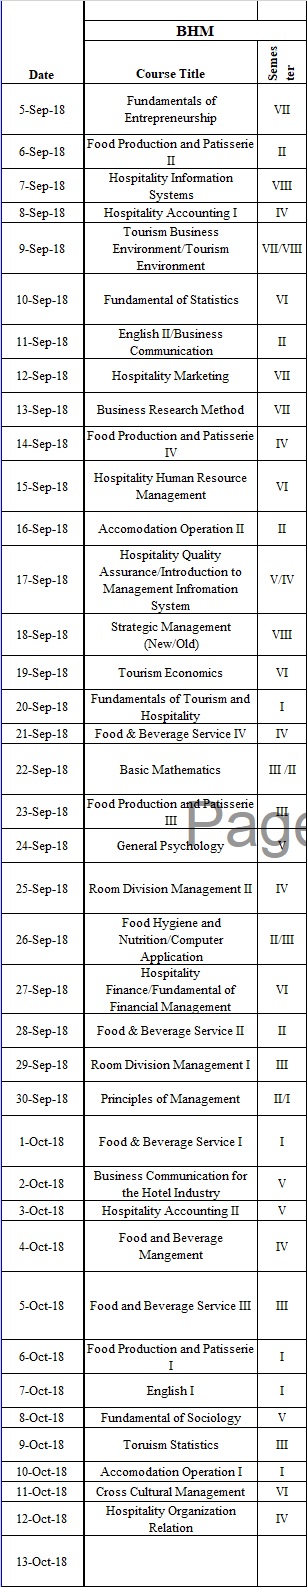 BHM
Date Course Title Semes
ter
5-Sep-18 Fundamentals of
Entrepreneurship VII
6-Sep-18 Food Production and Patisserie
II II
7-Sep-18 Hospitality Information
Systems VIII
8-Sep-18 Hospitality Accounting I IV
9-Sep-18 Tourism Business
Environment/Tourism
Environment VII/VIII
10-Sep-18 Fundamental of Statistics VI
11-Sep-18 English II/Business
Communication II
12-Sep-18 Hospitality Marketing VII
13-Sep-18 Business Research Method VII
14-Sep-18 Food Production and Patisserie
IV IV
15-Sep-18 Hospitality Human Resource
Management VI
16-Sep-18 Accomodation Operation II II
17-Sep-18 Hospitality Quality
Assurance/Introduction to
Management Infromation
System V/IV
18-Sep-18 Strategic Management
(New/Old) VIII
19-Sep-18 Tourism Economics VI
20-Sep-18 Fundamentals of Tourism and
Hospitality I
21-Sep-18 Food & Beverage Service IV IV
22-Sep-18 Basic Mathematics III /II
23-Sep-18 Food Production and Patisserie
III III
Page
24-Sep-18 General Psychology V
25-Sep-18 Room Division Management II IV
26-Sep-18 Food Hygiene and
Nutrition/Computer
Application II/III
27-Sep-18 Hospitality
Finance/Fundamental of
Financial Management VI
28-Sep-18 Food & Beverage Service II II
29-Sep-18 Room Division Management I III
30-Sep-18 Principles of Management II/I
1-Oct-18 Food & Beverage Service I I
2-Oct-18 Business Communication for
the Hotel Industry V
3-Oct-18 Hospitality Accounting II V
4-Oct-18 Food and Beverage
Mangement IV
5-Oct-18 Food and Beverage Service III III
6-Oct-18 Food Production and Patisserie
I I
7-Oct-18 English I I
8-Oct-18 Fundamental of Sociology V
9-Oct-18 Toruism Statistics III
10-Oct-18 Accomodation Operation I I
11-Oct-18 Cross Cultural Management VI
12-Oct-18 Hospitality Organization
Relation IV
13-Oct-18